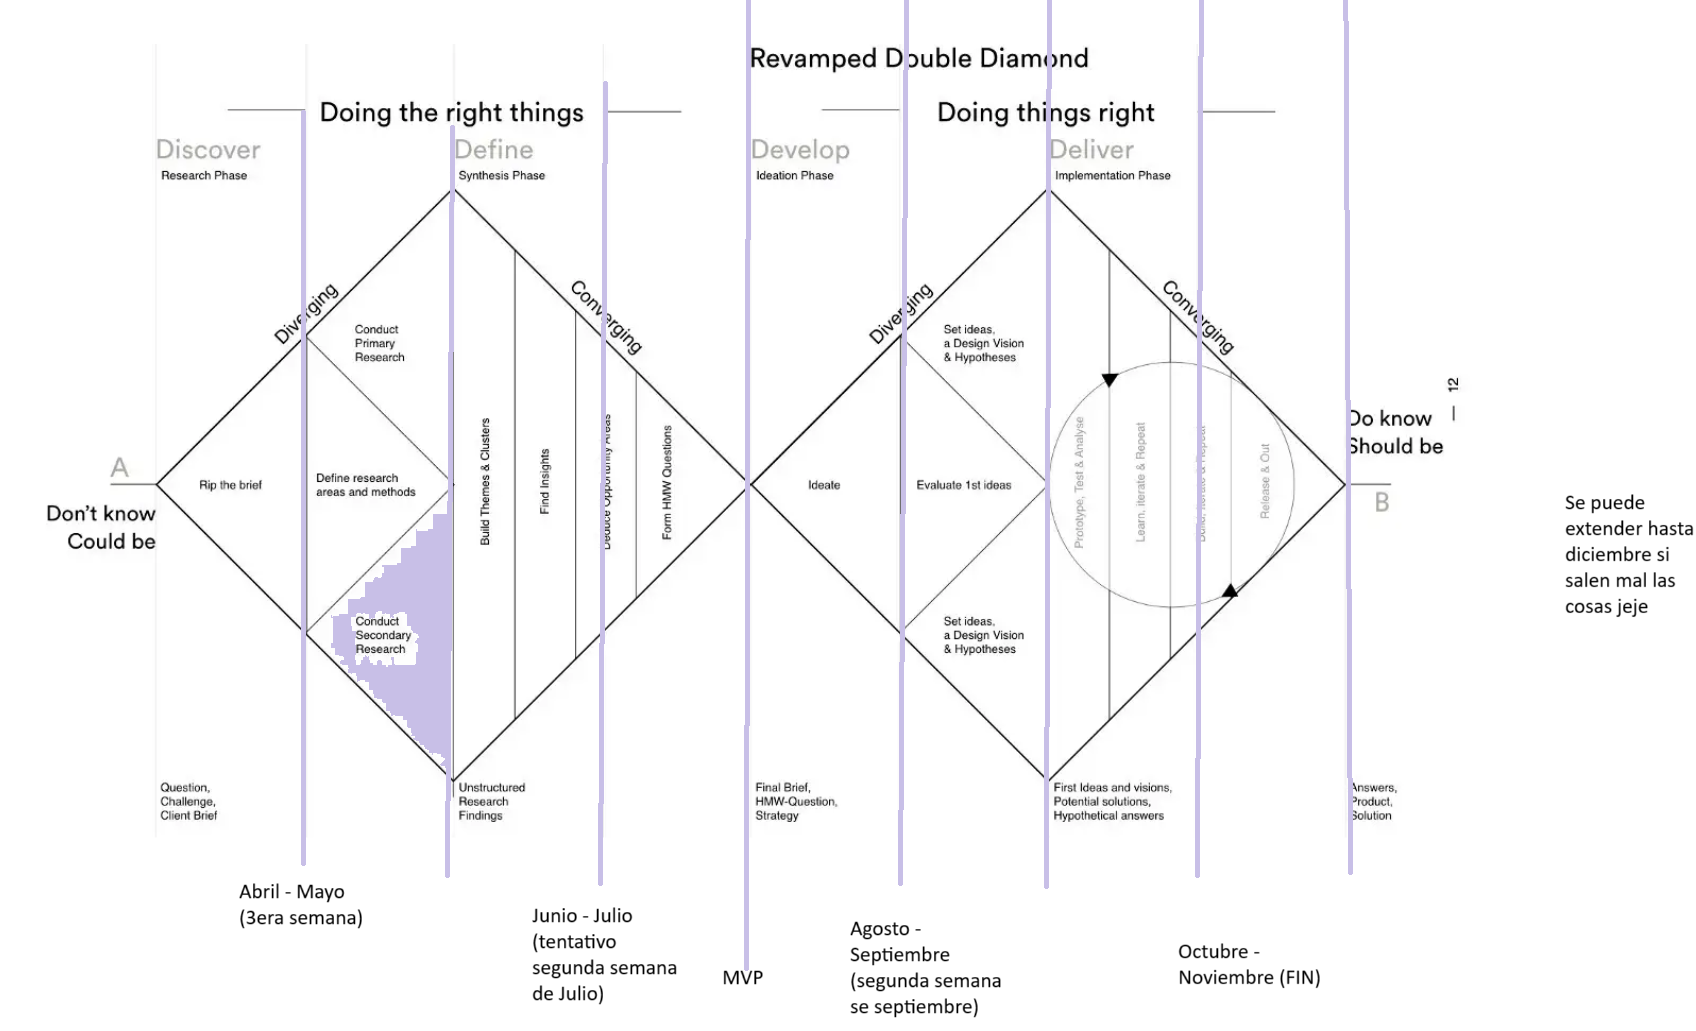 Revamped Double Diamond
Doing the right things
Doing things right
Discover
Research Phase
Define
Synthesis Phase
Develop
Ideation Phase
Deliver
Implementation Phase
Diverging
Converging
Diverging
Converging
Conduct
Primary
Research
Set ideas,
a Design Vision
& Hypotheses
12
A
Don't know
Could be
Rip the brief
Define research
areas and methods
Build Themes & Clusters
Find Insights
Deduce Opportunity Areas
Form HMW Questions
Ideate
Evaluate 1st ideas
Prototype, Test & Analyse
Learn, iterate & Repeat
Build, iterate & Repeat
Release & Out
Do know
Should be
B
Conduct
Secondary
Research
Set ideas,
a Design Vision
& Hypotheses
Se puede
extender hasta
diciembre si
salen mal las
cosas jeje
Question,
Challenge,
Client Brief
Unstructured
Research
Findings
Final Brief,
HMW-Question,
Strategy
First Ideas and visions,
Potential solutions,
Hypothetical answers
Answers,
Product,
Solution
Abril - Mayo
(3era semana)
Junio - Julio
(tentativo
segunda semana
de Julio)
MVP
Agosto -
Septiembre
(segunda semana
se septiembre)
Octubre -
Noviembre (FIN)